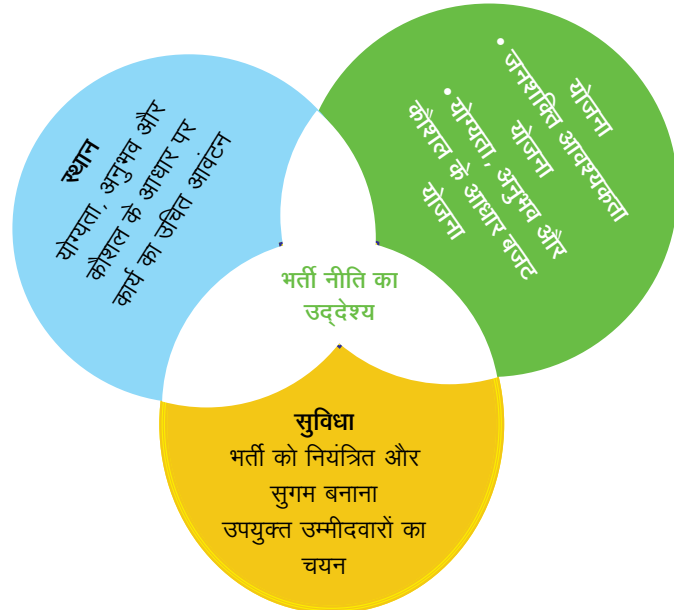 स्थान
योग्यता, अनुभव और
कौशल के आधार पर
कार्य का उचित आवंटन
योजना
• जनशक्ति आवश्यकता
योजना
• योग्यता, अनुभव और
कौशल के आधार बजट
योजना
भर्ती नीति का
उद्देश्य
सुविधा
भर्ती को नियंत्रित और
सुगम बनाना
उपयुक्त उम्मीदवारों का
चयन